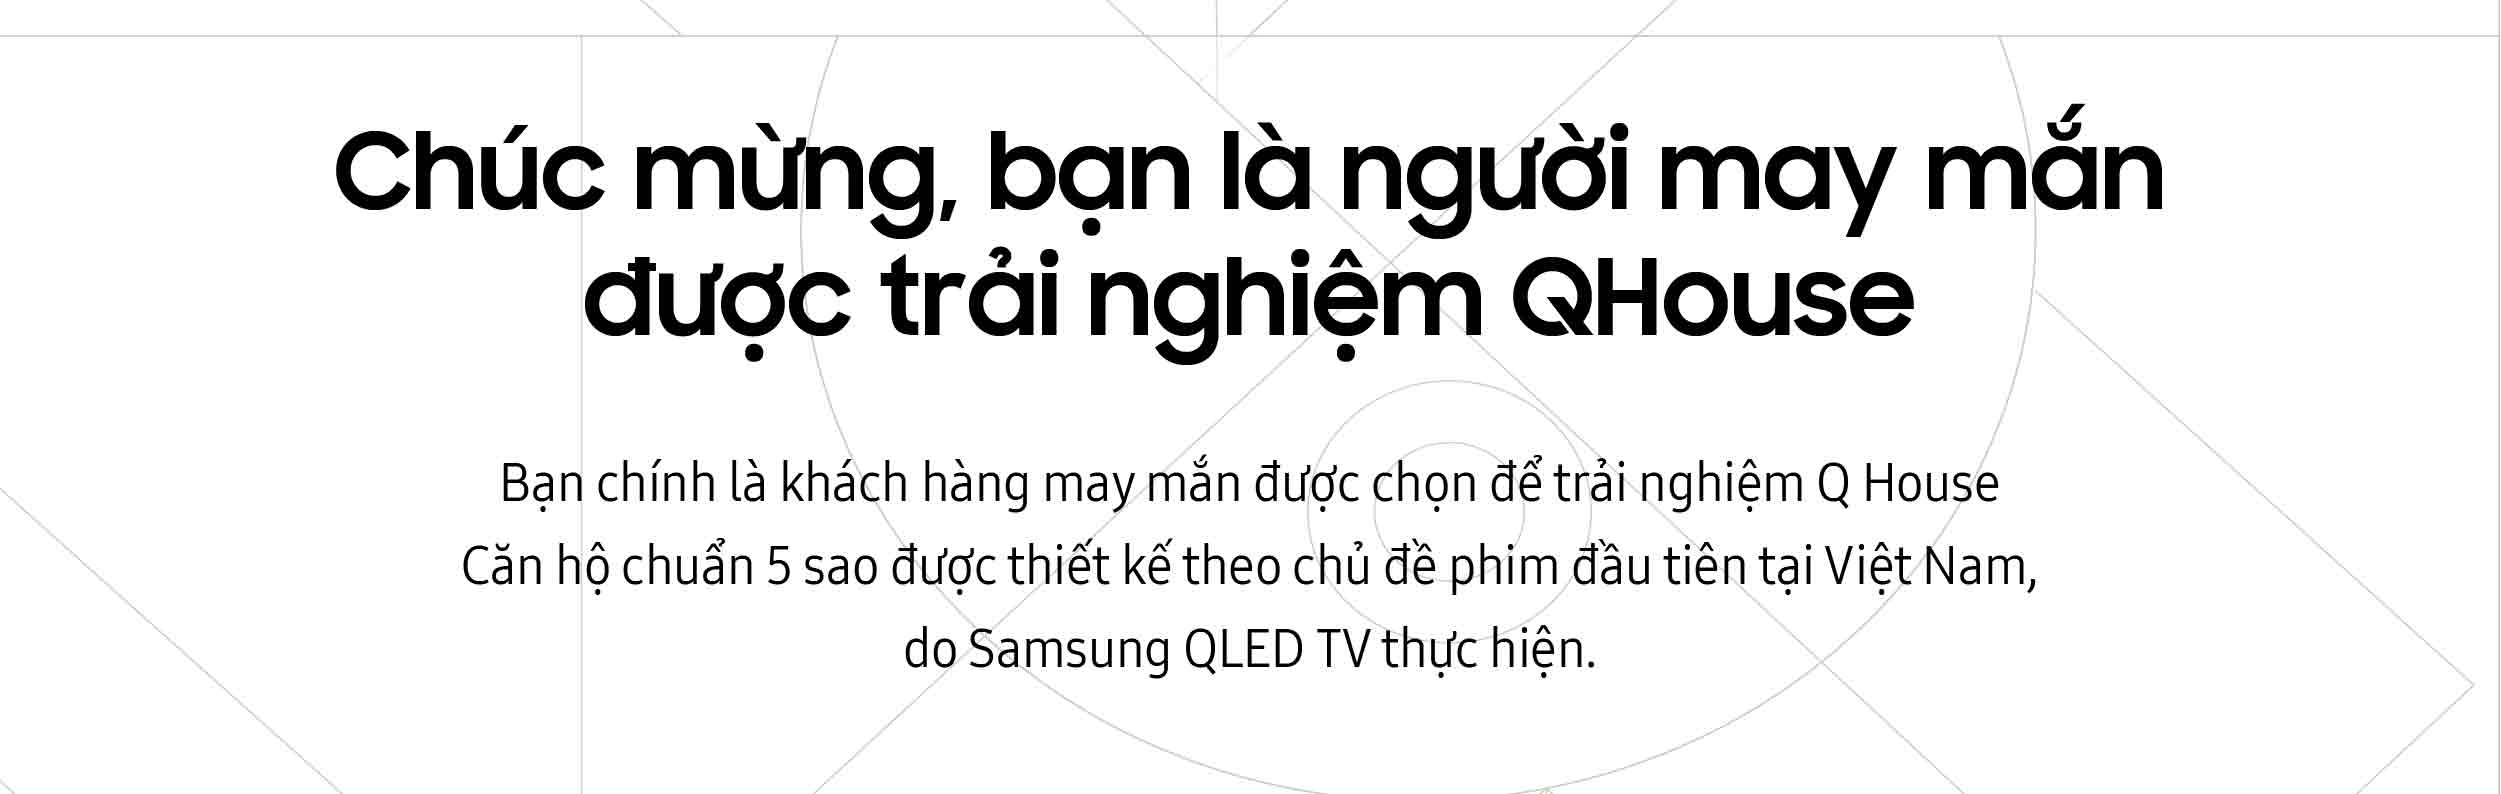 Chúc mừng, bạn là người may mắn
được trải nghiệm QHouse
Bạn chính là khách hàng may mắn được chọn để trải nghiệm Q House
Căn hộ chuẩn 5 sao được thiết kế theo chủ đề phim đầu tiên tại Việt Nam,
do Samsung QLED TV thực hiện.